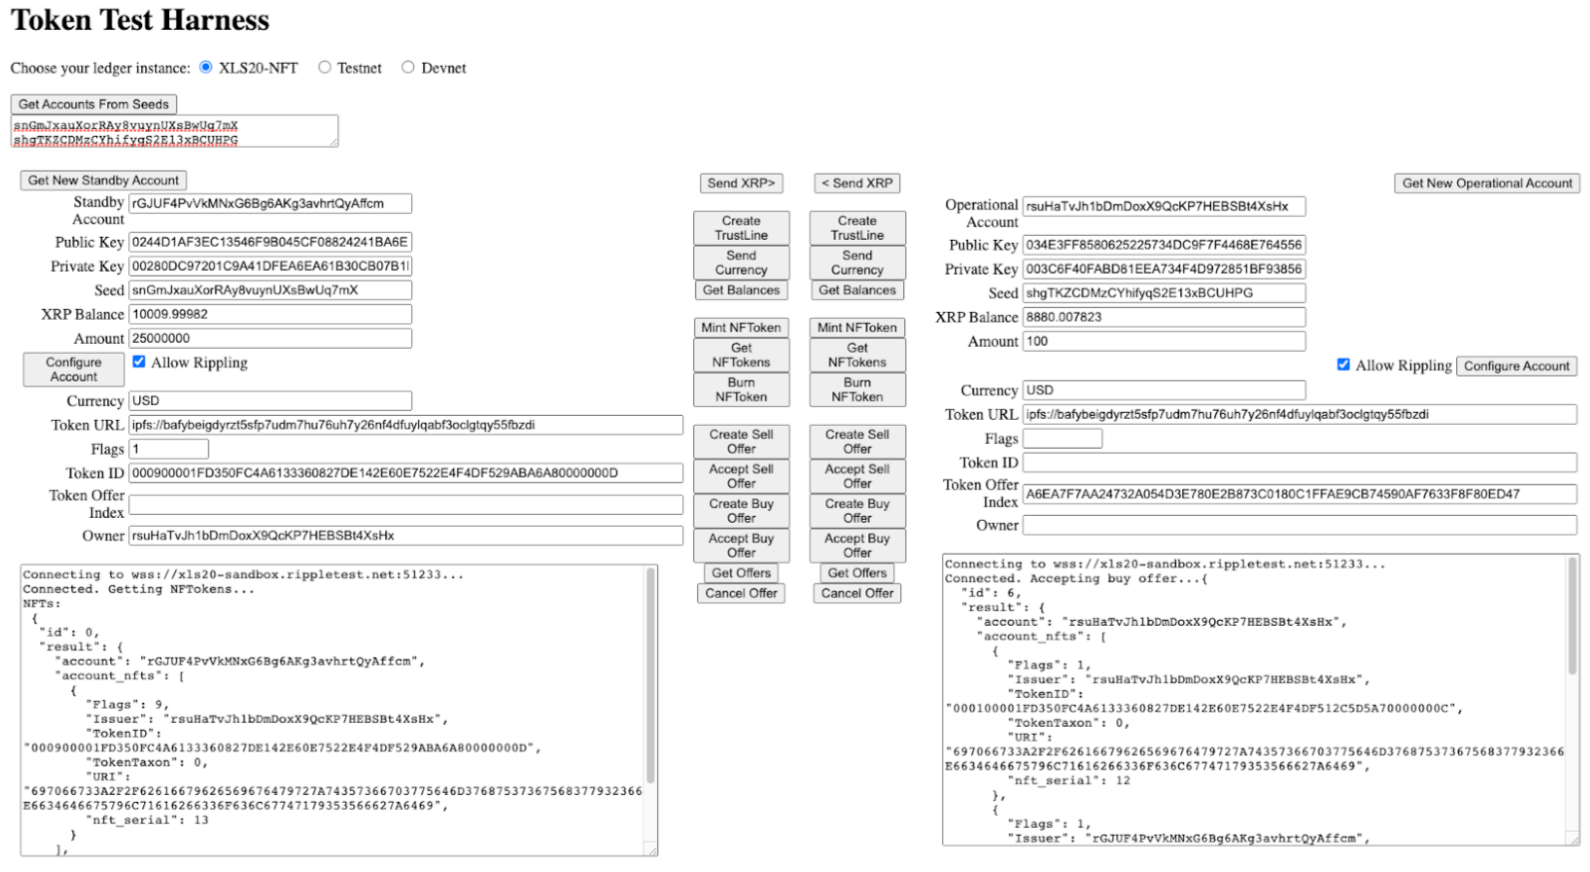 Token Test Harness
Choose your ledger instance: XLS20-NFT Testnet Devnet
Get Accounts From Seeds
snGmJxauXorRAy8vuynUXsBwUq7mX
shgTKZCDMzCYhifyqS2E13xBCUHPG
Get New Standby Account
Standby Account rGJUF4PvVkMNxG6Bg6AKg3avhrtQyAffcm
Public Key 0244D1AF3EC13546F9B045CF08824241BA6E
Private Key 00280DC97201C9A41DFEA6EA61B30CB07B1
Seed snGmJxauXorRAy8vuynUXsBwUq7mX
XRP Balance 10009.99982
Amount 25000000
Configure Account Allow Rippling
Currency USD
Token URL ipfs://bafybeigdyrzt5sfp7udm7hu76uh7y26nf4dfuylqabf3oclgtqy55fbzdi
Flags 1
Token ID 000900001FD350FC4A6133360827DE142E60E7522E4F4DF529ABA6A80000000D
Token Offer Index
Owner rsuHaTvJh1bDmDoxX9QcKP7HEBSBt4XsHx
Connecting to wss://xls20-sandbox.rippletest.net:51233...
Connected. Getting NFTokens...
NFTs:
{
"id": 0,
"result": {
"account": "rGJUF4PvVkMNxG6Bg6AKg3avhrtQyAffcm",
"account_nfts": [
{
"Flags": 9,
"Issuer": "rsuHaTvJh1bDmDoxX9QcKP7HEBSBt4XsHx",
"TokenID":
"000900001FD350FC4A6133360827DE142E60E7522E4F4DF529ABA6A80000000D",
"TokenTaxon": 0,
"URI":
"697066733A2F2F62616679626569676479727A74357366703775646D37687537367568377932366
E6634646675796C71616266336F636C67747179353566627A6469",
"nft_serial": 13
}
],
Send XRP> < Send XRP
Create TrustLine Create TrustLine
Send Currency Send Currency
Get Balances Get Balances
Mint NFToken Mint NFToken
Get NFTokens Get NFTokens
Burn NFToken Burn NFToken
Create Sell Offer Create Sell Offer
Accept Sell Offer Accept Sell Offer
Create Buy Offer Create Buy Offer
Accept Buy Offer Accept Buy Offer
Get Offers Get Offers
Cancel Offer Cancel Offer
Get New Operational Account
Operational Account rsuHaTvJh1bDmDoxX9QcKP7HEBSBt4XsHx
Public Key 034E3FF8580625225734DC9F7F4468E764556
Private Key 003C6F40FABD81EEA734F4D972851BF93856
Seed shgTKZCDMzCYhifyqS2E13xBCUHPG
XRP Balance 8880.007823
Amount 100
Allow Rippling Configure Account
Currency USD
Token URL ipfs://bafybeigdyrzt5sfp7udm7hu76uh7y26nf4dfuylqabf3oclgtqy55fbzdi
Flags
Token ID
Token Offer Index A6EA7F7AA24732A054D3E780E2B873C0180C1FFAE9CB74590AF7633F8F80ED47
Owner
Connecting to wss://xls20-sandbox.rippletest.net:51233...
Connected. Accepting buy offer...{
"id": 6,
"result": {
"account": "rsuHaTvJh1bDmDoxX9QcKP7HEBSBt4XsHx",
"account_nfts": [
{
"Flags": 1,
"Issuer": "rsuHaTvJh1bDmDoxX9QcKP7HEBSBt4XsHx",
"TokenID":
"000100001FD350FC4A6133360827DE142E60E7522E4F4DF512C5D5A70000000C",
"TokenTaxon": 0,
"URI":
"697066733A2F2F62616679626569676479727A74357366703775646D37687537367568377932366
E6634646675796C71616266336F636C67747179353566627A6469",
"nft_serial": 12
},
{
"Flags": 1,
"Issuer": "rGJUF4PvVkMNxG6Bg6AKg3avhrtQyAffcm",